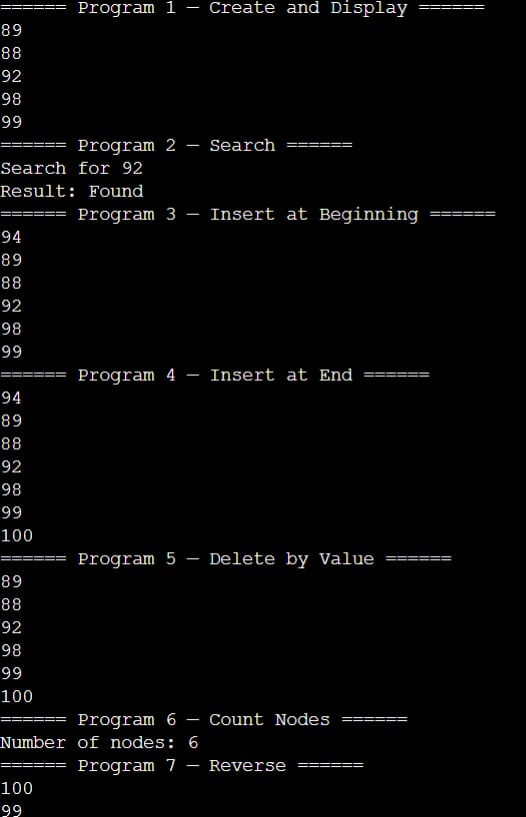 ====== Program 1 — Create and Display ======
89
88
92
98
99
====== Program 2 — Search ======
Search for 92
Result: Found
====== Program 3 — Insert at Beginning ======
94
89
88
92
98
99
====== Program 4 — Insert at End ======
94
89
88
92
98
99
100
====== Program 5 — Delete by Value ======
89
88
92
98
99
100
====== Program 6 — Count Nodes ======
Number of nodes: 6
====== Program 7 — Reverse ======
100
99